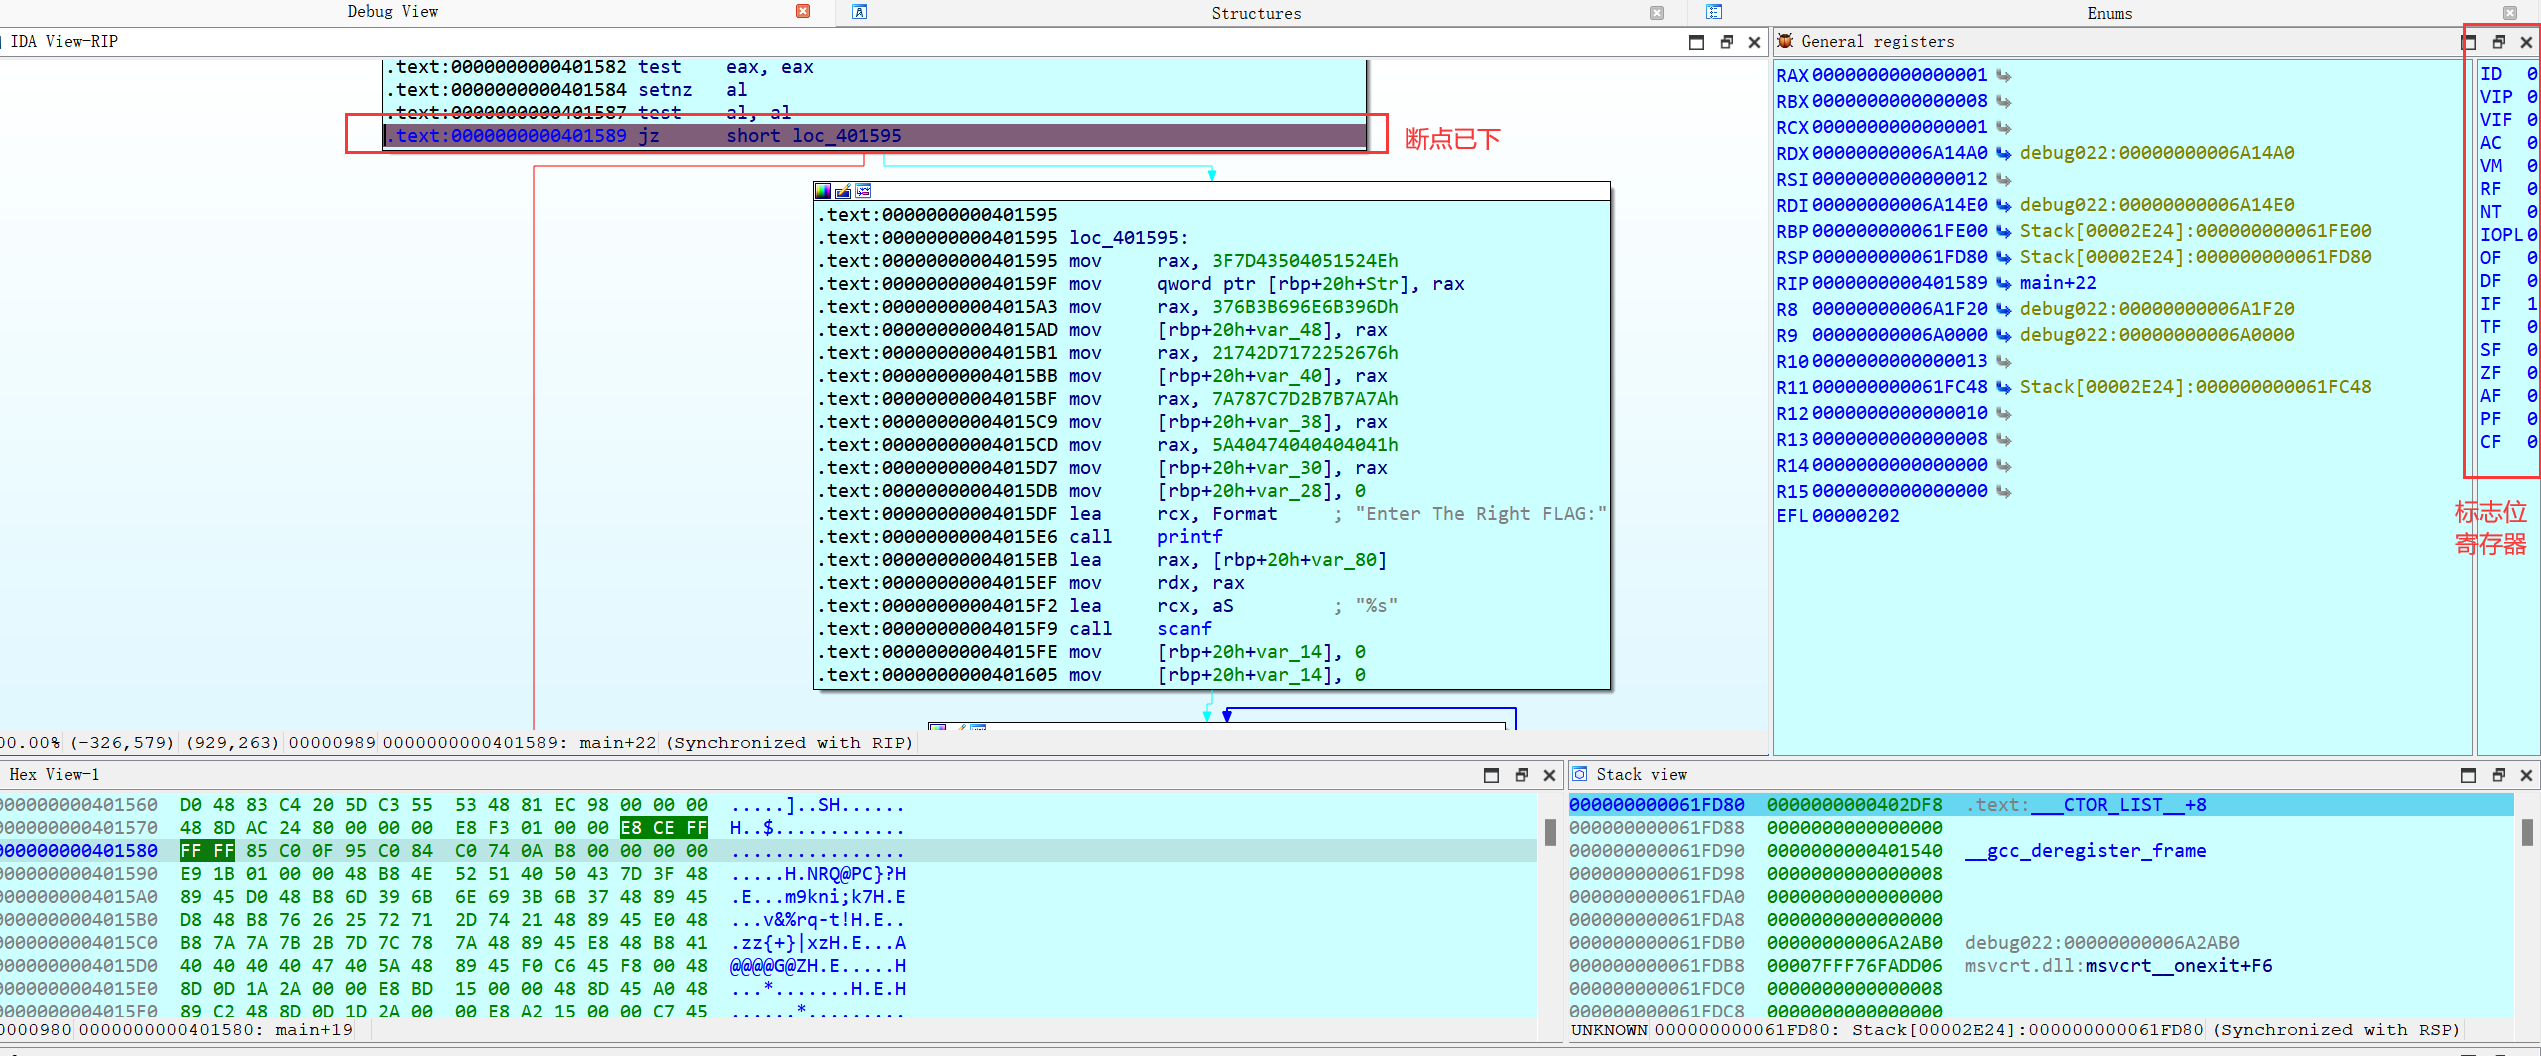 Debug View
Structures
Enums
IDA View-RIP
.text:0000000000401582 test    eax, eax
.text:0000000000401584 setnz   al
.text:0000000000401587 test    al, al
.text:0000000000401589 jz      short loc_401595
断点已下
.text:0000000000401595
.text:0000000000401595 loc_401595:
.text:0000000000401595 mov     rax, 3F7D43504051524Eh
.text:000000000040159F mov     qword ptr [rbp+20h+Str], rax
.text:00000000004015A3 mov     rax, 376B3B696E6B396Dh
.text:00000000004015AD mov     [rbp+20h+var_48], rax
.text:00000000004015B1 mov     rax, 21742D7172252676h
.text:00000000004015BB mov     [rbp+20h+var_40], rax
.text:00000000004015BF mov     rax, 7A787C7D2B7B7A7Ah
.text:00000000004015C9 mov     [rbp+20h+var_38], rax
.text:00000000004015CD mov     rax, 5A40474040404041h
.text:00000000004015D7 mov     [rbp+20h+var_30], rax
.text:00000000004015DB mov     [rbp+20h+var_28], 0
.text:00000000004015DF lea     rcx, Format     ; "Enter The Right FLAG:"
.text:00000000004015E6 call    printf
.text:00000000004015EB lea     rax, [rbp+20h+var_80]
.text:00000000004015EF mov     rdx, rax
.text:00000000004015F2 lea     rcx, aS         ; "%s"
.text:00000000004015F9 call    scanf
.text:00000000004015FE mov     [rbp+20h+var_14], 0
.text:0000000000401605 mov     [rbp+20h+var_14], 0
00.00% (-326,579) (929,263) 00000989 0000000000401589: main+22 (Synchronized with RIP)
General registers
RAX 0000000000000001
RBX 0000000000000008
RCX 0000000000000001
RDX 00000000006A14A0 debug022:00000000006A14A0
RSI 0000000000000012
RDI 00000000006A14E0 debug022:00000000006A14E0
RBP 000000000061FE00 Stack[00002E24]:000000000061FE00
RSP 000000000061FD80 Stack[00002E24]:000000000061FD80
RIP 0000000000401589 main+22
R8 00000000006A1F20 debug022:00000000006A1F20
R9 00000000006A0000 debug022:00000000006A0000
R10 0000000000000013
R11 000000000061FC48 Stack[00002E24]:000000000061FC48
R12 0000000000000010
R13 0000000000000008
R14 0000000000000000
R15 0000000000000000
EFL 00000202
ID 0
VIP 0
VIF 0
AC 0
VM 0
RF 0
NT 0
IOPL 0
OF 0
DF 0
IF 1
TF 0
SF 0
ZF 0
AF 0
PF 0
CF 0
标志位
寄存器
Hex View-1
000000000401560 D0 48 83 C4 20 5D C3 55 53 48 81 EC 98 00 00 00 .....]..SH......
000000000401570 48 8D AC 24 80 00 00 00 E8 F3 01 00 00 E8 CE FF H..$............
000000000401580 FF FF 85 C0 0F 95 C0 84 C0 74 0A B8 00 00 00 00 ................
000000000401590 E9 1B 01 00 00 48 B8 4E 52 51 40 50 43 7D 3F 48 .....H.NRQ@PC}?H
0000000004015A0 89 45 D0 48 B8 6D 39 6B 6E 69 3B 6B 37 48 89 45 .E...m9kni;k7H.E
0000000004015B0 D8 48 B8 76 26 25 72 71 2D 74 21 48 89 45 E0 48 ...v&%rq-t!H.E..
0000000004015C0 B8 7A 7A 7B 2B 7D 7C 78 7A 48 89 45 E8 48 B8 41 .zz{+}|xzH.E...A
0000000004015D0 40 40 40 40 47 40 5A 48 89 45 F0 C6 45 F8 00 48 @@@@G@ZH.E.....H
0000000004015E0 8D 0D 1A 2A 00 00 E8 BD 15 00 00 48 8D 45 A0 48 ...*.......H.E.H
0000000004015F0 89 C2 48 8D 0D 1D 2A 00 00 E8 A2 15 00 00 C7 45 ......*.........
0000980 0000000000401580: main+19
Stack view
000000000061FD80 0000000000402DF8 .text:___CTOR_LIST__+8
000000000061FD88 0000000000000000
000000000061FD90 0000000000401540 __gcc_deregister_frame
000000000061FD98 0000000000000008
000000000061FDA0 0000000000000000
000000000061FDA8 0000000000000000
000000000061FDB0 00000000006A2AB0 debug022:00000000006A2AB0
000000000061FDB8 00007FFF76FADD06 msvcrt.dll:msvcrt__onexit+F6
000000000061FDC0 0000000000000008
000000000061FDC8 0000000000000000
UNKNOWN 000000000061FD80: Stack[00002E24]:000000000061FD80 (Synchronized with RSP)